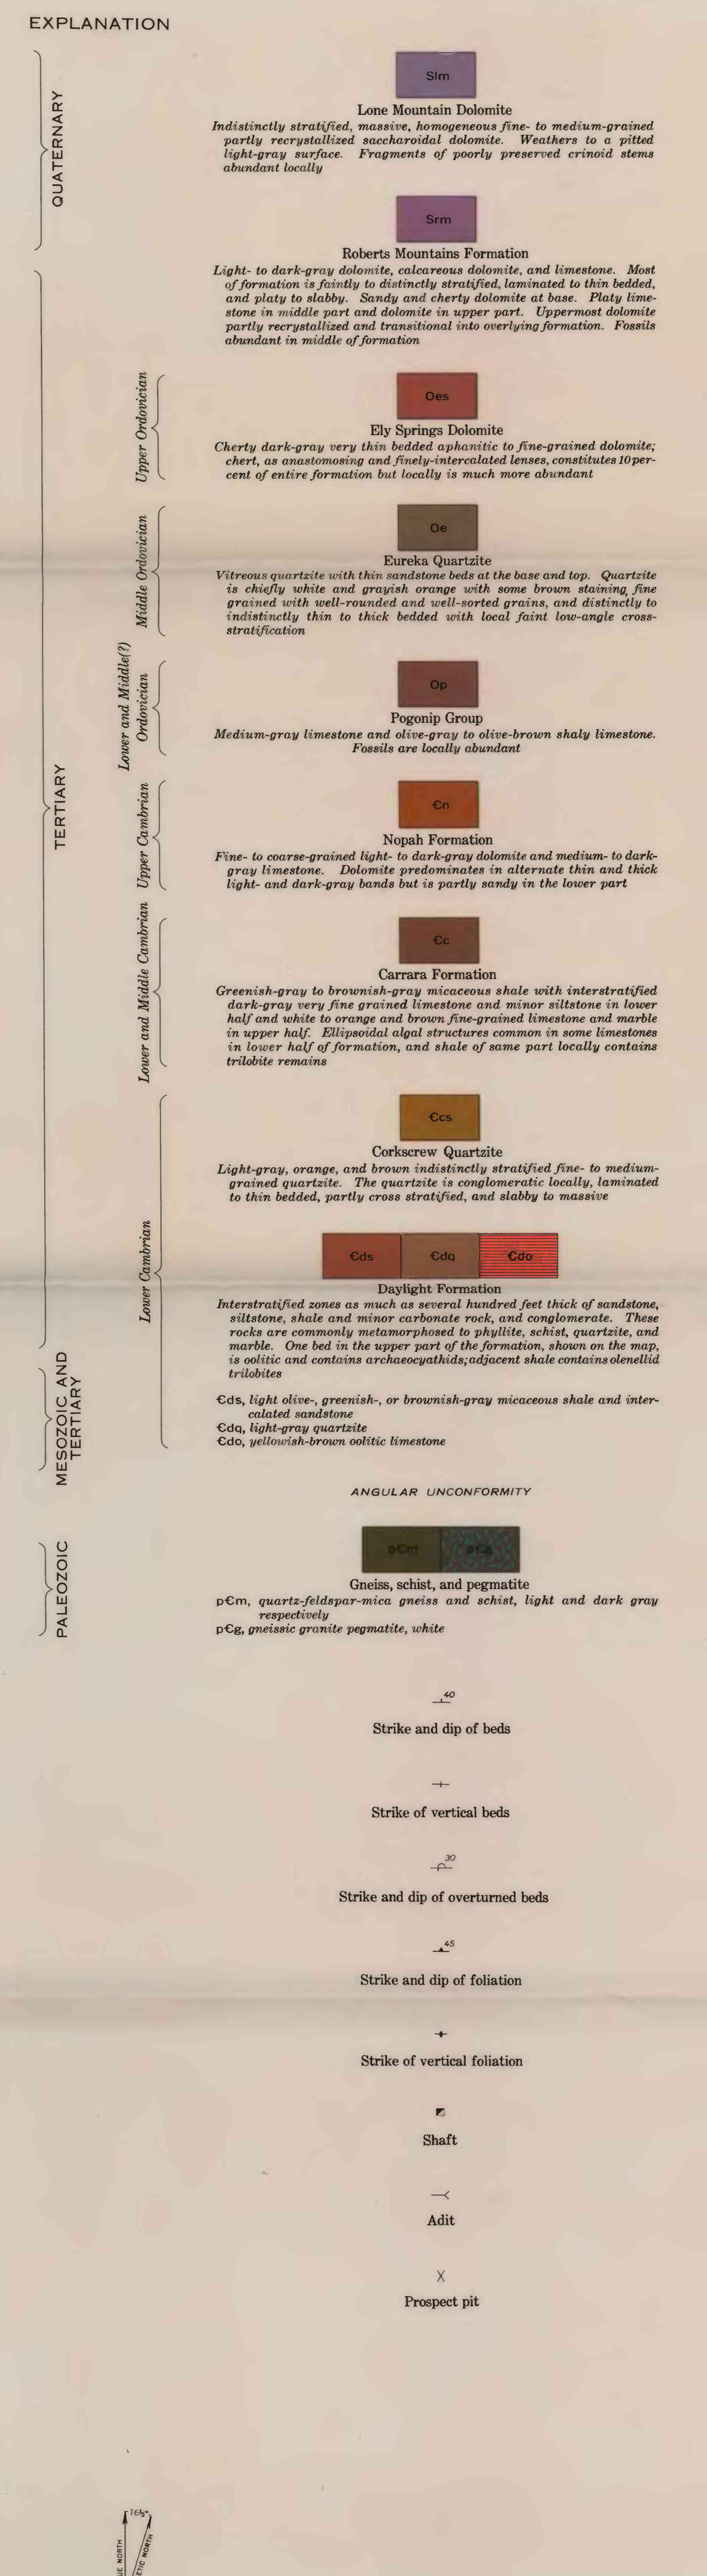 EXPLANATION
QUATERNARY
Slm
Lone Mountain Dolomite
Indistinctly stratified, massive, homogeneous fine- to medium-grained
partly recrystallized saccharoidal dolomite. Weathers to a pitted
light-gray surface. Fragments of poorly preserved crinoid stems
abundant locally
Srm
Roberts Mountains Formation
Light- to dark-gray dolomite, calcareous dolomite, and limestone. Most
of formation is faintly to distinctly stratified, laminated to thin bedded,
and platy to slabby. Sandy and cherty dolomite at base. Platy lime-
stone in middle part and dolomite in upper part. Uppermost dolomite
partly recrystallized and transitional into overlying formation. Fossils
abundant in middle of formation
TERTIARY
Upper Ordovician
Oes
Ely Springs Dolomite
Cherty dark-gray very thin bedded aphanitic to fine-grained dolomite;
chert, as anastomosing and finely-intercalated lenses, constitutes 10 per-
cent of entire formation but locally is much more abundant
Middle Ordovician
Oe
Eureka Quartzite
Vitreous quartzite with thin sandstone beds at the base and top. Quartzite
is chiefly white and grayish orange with some brown staining, fine
grained with well-rounded and well-sorted grains, and distinctly to
indistinctly thin to thick bedded with local faint low-angle cross-
stratification
Lower and Middle(?)
Ordovician
Op
Pogonip Group
Medium-gray limestone and olive-gray to olive-brown shaly limestone.
Fossils are locally abundant
Upper Cambrian
Єn
Nopah Formation
Fine- to coarse-grained light- to dark-gray dolomite and medium- to dark-
gray limestone. Dolomite predominates in alternate thin and thick
light- and dark-gray bands but is partly sandy in the lower part
Lower and Middle Cambrian
Єc
Carrara Formation
Greenish-gray to brownish-gray micaceous shale with interstratified
dark-gray very fine grained limestone and minor siltstone in lower
half and white to orange and brown fine-grained limestone and marble
in upper half. Ellipsoidal algal structures common in some limestones
in lower half of formation, and shale of same part locally contains
trilobite remains
Lower Cambrian
Єcs
Corkscrew Quartzite
Light-gray, orange, and brown indistinctly stratified fine- to medium-
grained quartzite. The quartzite is conglomeratic locally, laminated
to thin bedded, partly cross stratified, and slabby to massive
Єds Єdq Єdo
Daylight Formation
Interstratified zones as much as several hundred feet thick of sandstone,
siltstone, shale and minor carbonate rock, and conglomerate. These
rocks are commonly metamorphosed to phyllite, schist, quartzite, and
marble. One bed in the upper part of the formation, shown on the map,
is oolitic and contains archaeocyathids; adjacent shale contains olenellid
trilobites
Єds, light olive-, greenish-, or brownish-gray micaceous shale and inter-
calated sandstone
Єdq, light-gray quartzite
Єdo, yellowish-brown oolitic limestone
MESOZOIC AND
TERTIARY
ANGULAR UNCONFORMITY
PALEOZOIC
pЄm pЄg
Gneiss, schist, and pegmatite
pЄm, quartz-feldspar-mica gneiss and schist, light and dark gray
respectively
pЄg, gneissic granite pegmatite, white
40
Strike and dip of beds
Strike of vertical beds
30
Strike and dip of overturned beds
45
Strike and dip of foliation
Strike of vertical foliation
Shaft
Adit
Prospect pit
16½°
NORTH
NORTH